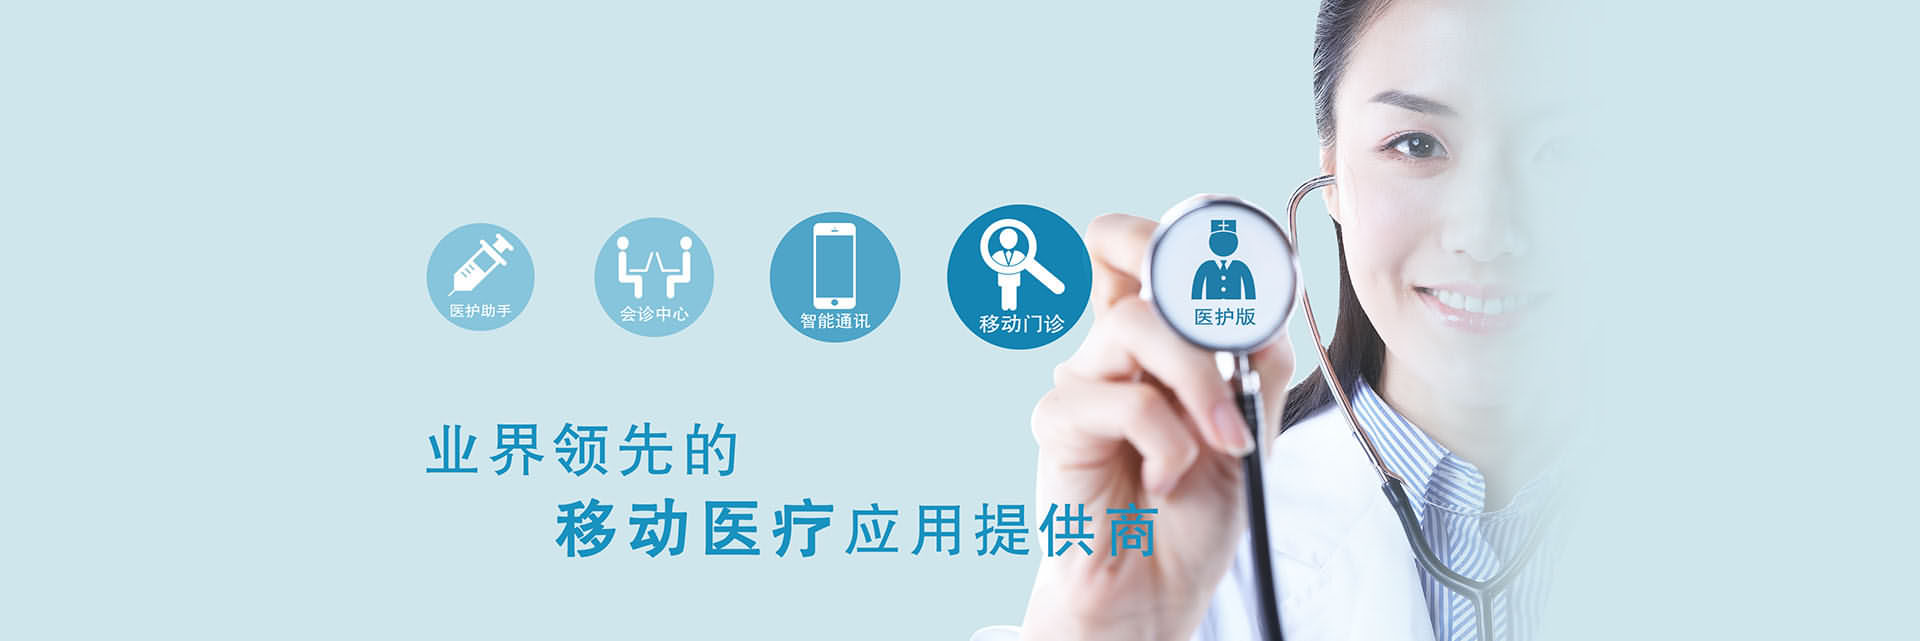 医护助手
会诊中心
智能通讯
移动门诊
医护版
业界领先的
移动医疗应用提供商